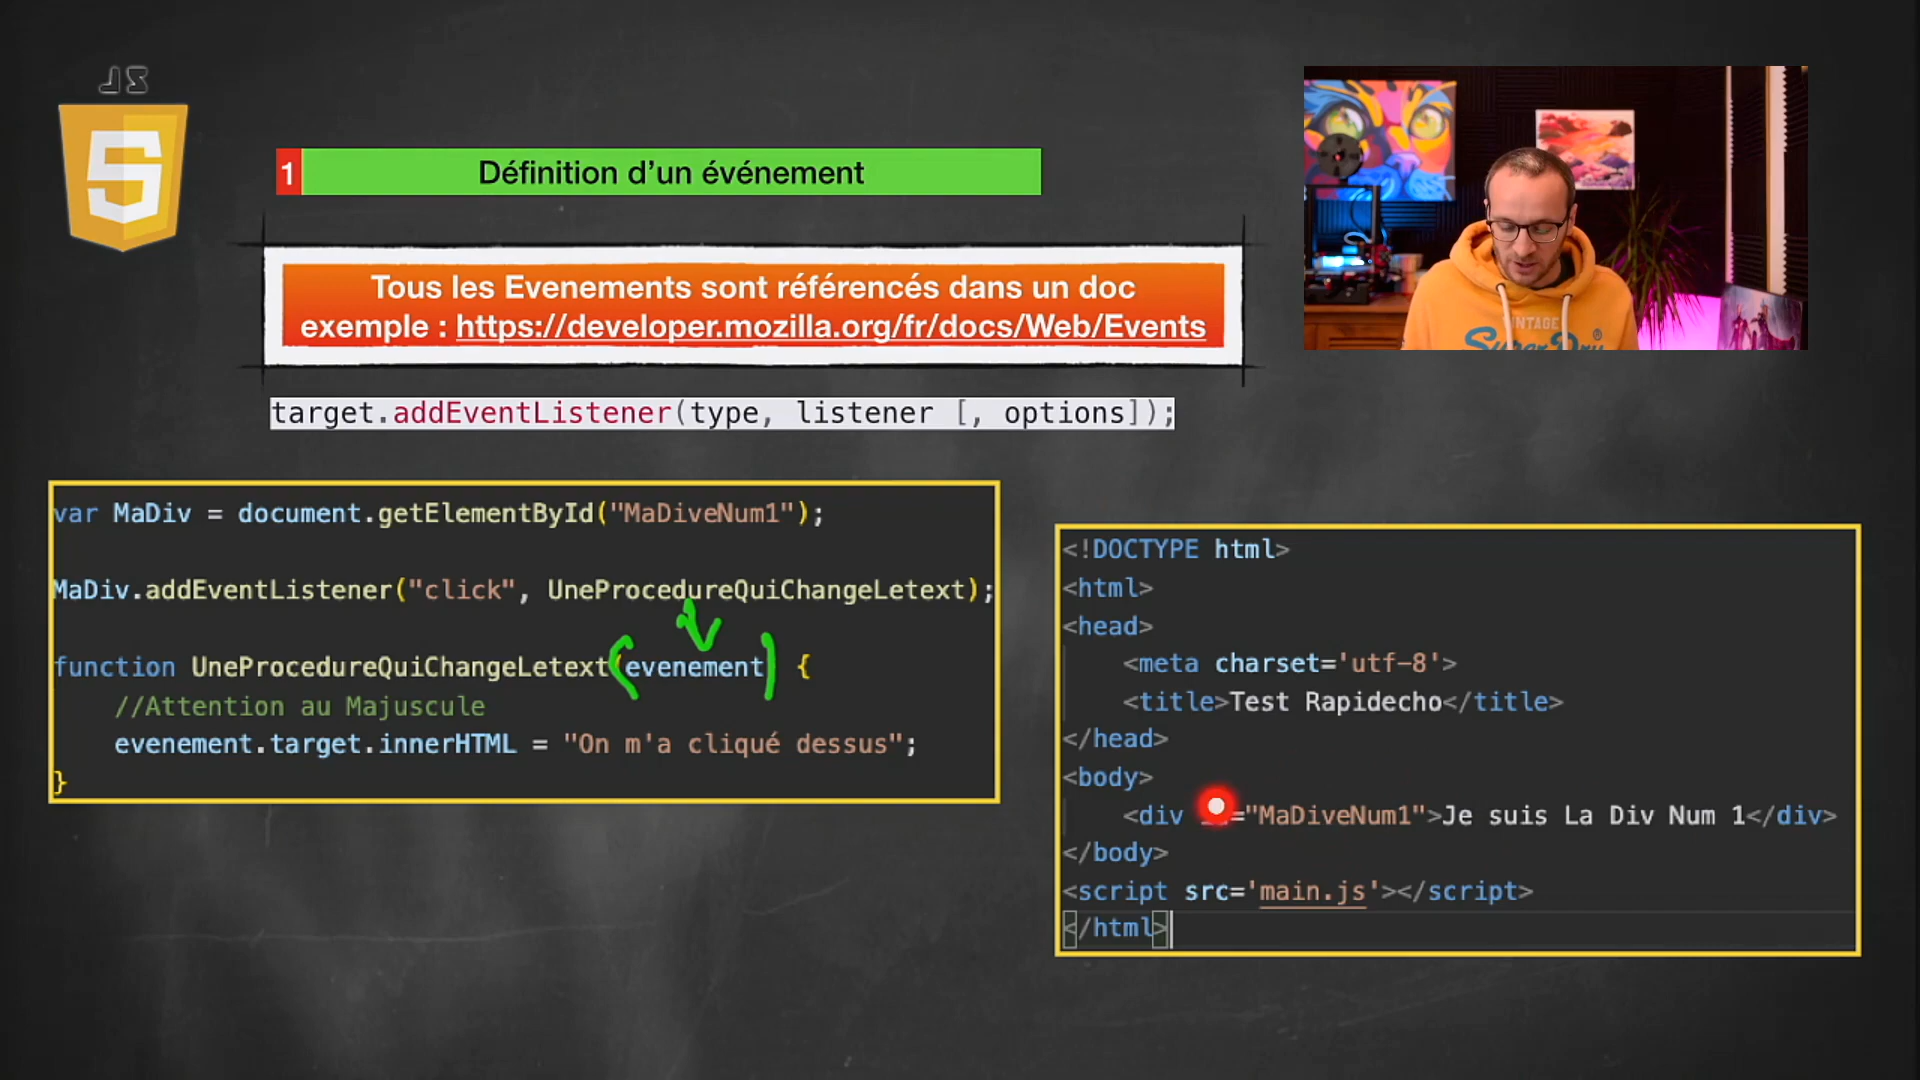 JS
5
1 Définition d’un événement
Tous les Evenements sont référencés dans un doc
exemple : https://developer.mozilla.org/fr/docs/Web/Events
target.addEventListener(type, listener [, options]);
var MaDiv = document.getElementById("MaDiveNum1");
MaDiv.addEventListener("click", UneProcedureQuiChangeLetext);
function UneProcedureQuiChangeLetext(evenement) {
//Attention au Majuscule
evenement.target.innerHTML = "On m'a cliqué dessus";
}
<!DOCTYPE html>
<html>
<head>
<meta charset='utf-8'>
<title>Test Rapidecho</title>
</head>
<body>
<div ="MaDiveNum1">Je suis La Div Num 1</div>
</body>
<script src='main.js'></script>
</html>
VINTAGE
SuperDry